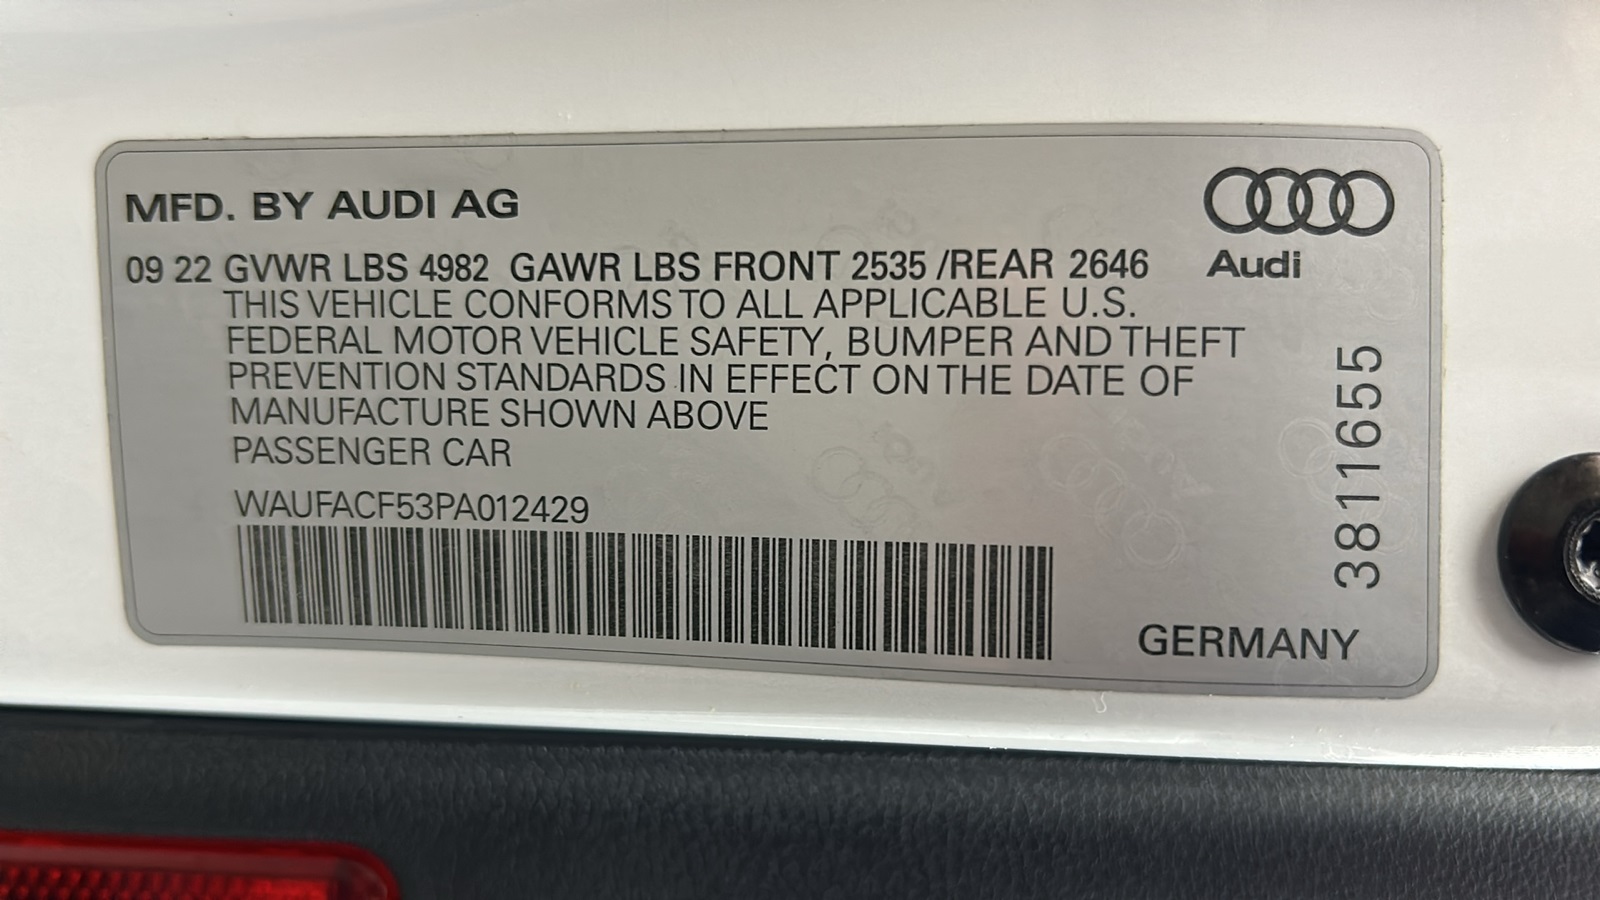 MFD. BY AUDI AG
Audi
09 22 GVWR LBS 4982 GAWR LBS FRONT 2535 /REAR 2646
THIS VEHICLE CONFORMS TO ALL APPLICABLE U.S.
FEDERAL MOTOR VEHICLE SAFETY, BUMPER AND THEFT
PREVENTION STANDARDS IN EFFECT ON THE DATE OF
MANUFACTURE SHOWN ABOVE
PASSENGER CAR
WAUFACF53PA012429
3811655
GERMANY